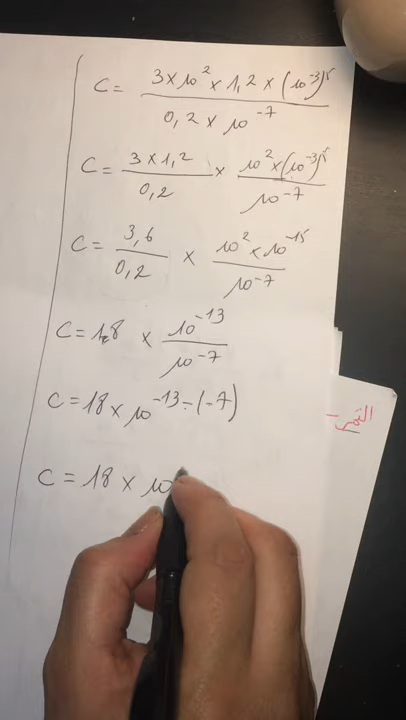 C = 3 x 10² x 1,2 x (10⁻³)⁵ / 0,2 x 10⁻⁷
C = 3 x 1,2 / 0,2 x 10² x (10⁻³)⁵ / 10⁻⁷
C = 3,6 / 0,2 x 10² x 10⁻¹⁵ / 10⁻⁷
C = 18 x 10⁻¹³ / 10⁻⁷
C = 18 x 10⁻¹³⁻⁽⁻⁷⁾
C = 18 x 10